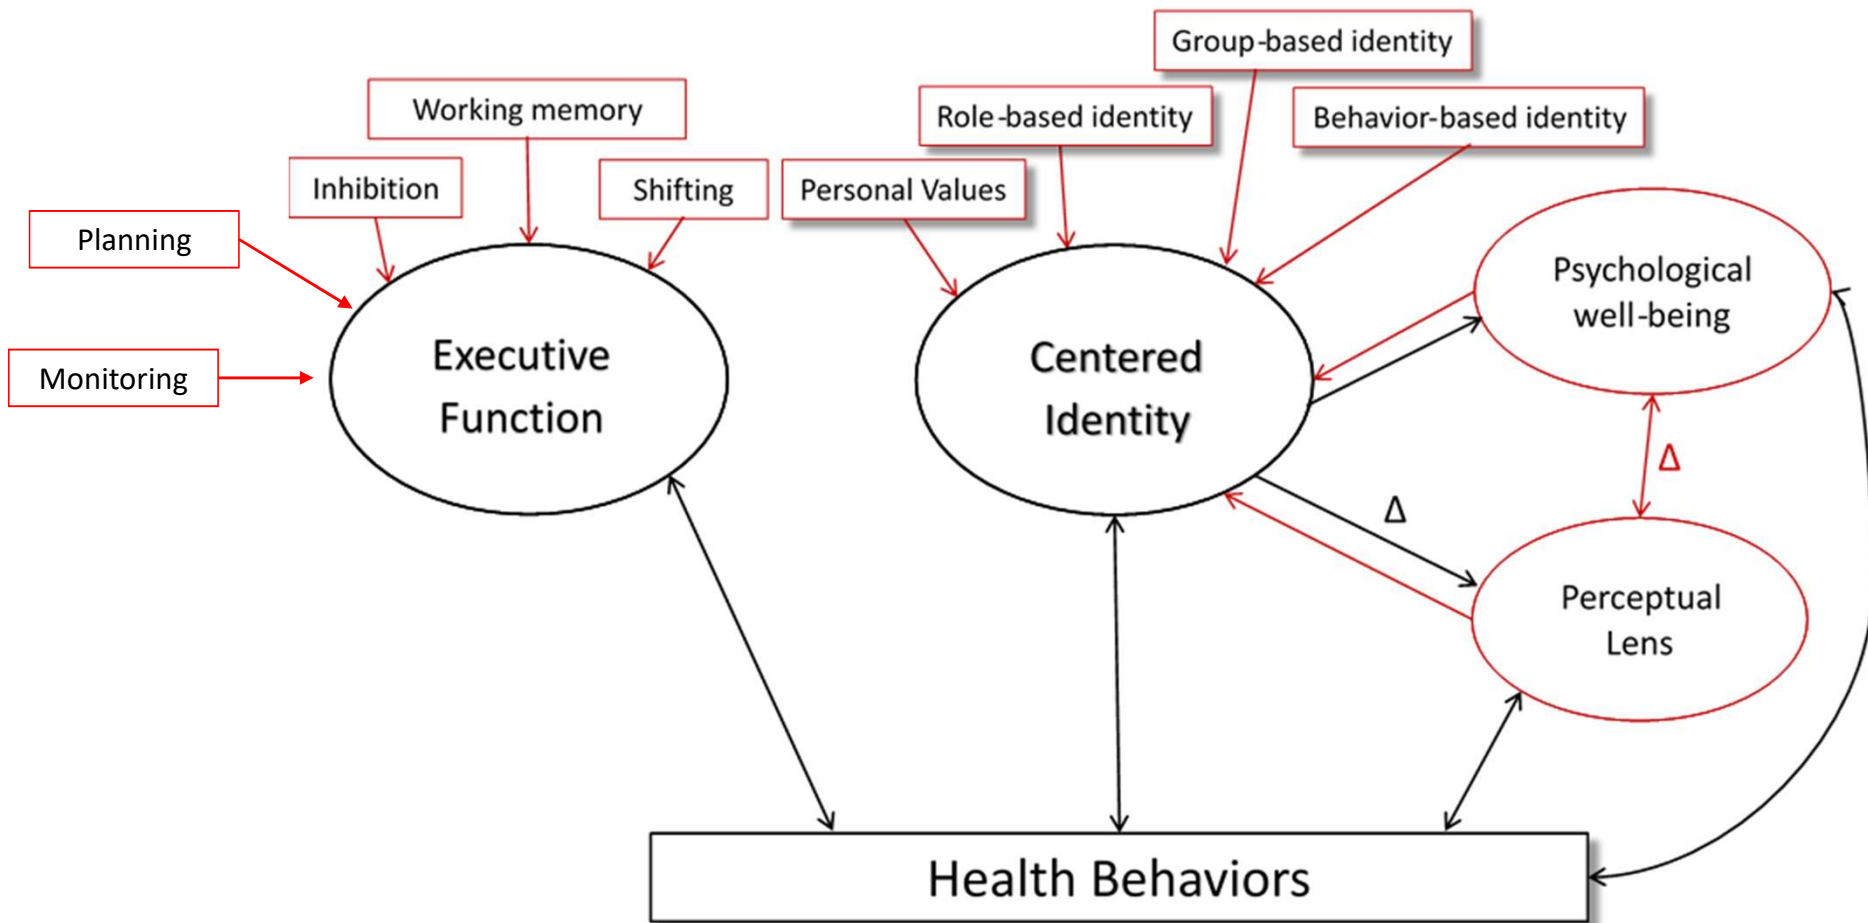 Group-based identity
Working memory
Role-based identity
Behavior-based identity
Inhibition
Shifting
Personal Values
Planning
Monitoring
Executive
Function
Centered
Identity
Psychological
well-being
Δ
Δ
Perceptual
Lens
Health Behaviors